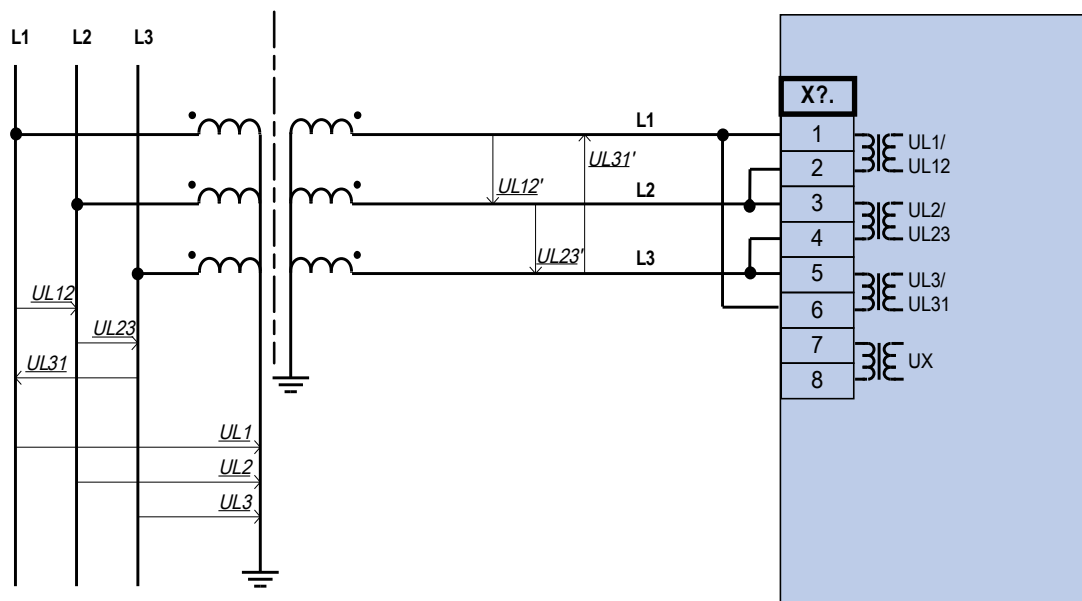 L1 L2 L3
X?.
L1
1
UL1/
UL12
UL31'
2
UL12'
L2
3
UL2/
UL23
4
UL23'
L3
5
UL3/
UL31
6
UL12
UL23
7
UX
UL31
8
UL1
UL2
UL3